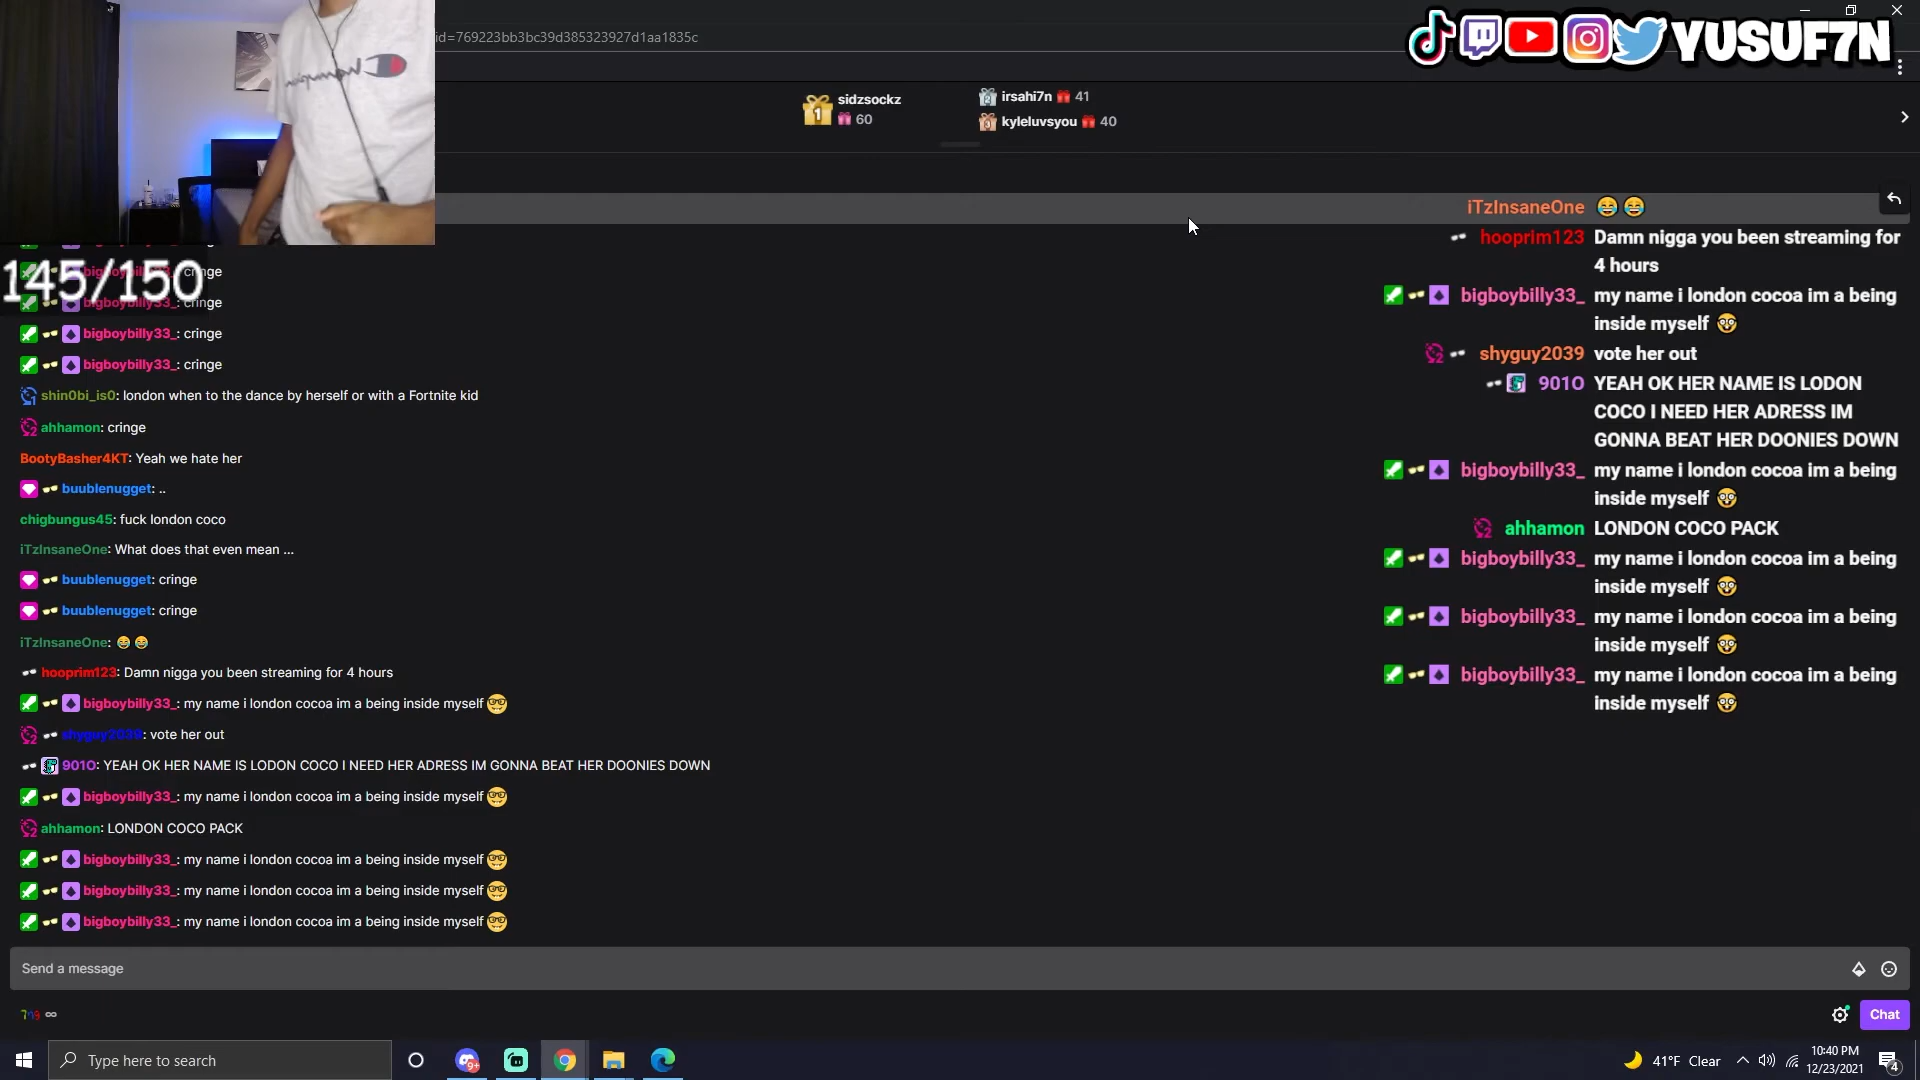 id=769223bb3bc39d385323927d1aa1835c
YUSUF7N
sidzsockz
60
irsahi7n 41
kyleluvsyou 40
145/150
cringe
bigboybilly33_: cringe
bigboybilly33_: cringe
bigboybilly33_: cringe
shin0bi_is0: london when to the dance by herself or with a Fortnite kid
ahhamon: cringe
BootyBasher4KT: Yeah we hate her
buublenugget: ..
chigbungus45: fuck london coco
iTzInsaneOne: What does that even mean ...
buublenugget: cringe
buublenugget: cringe
iTzInsaneOne: 😂 😂
hooprim123: Damn nigga you been streaming for 4 hours
bigboybilly33_: my name i london cocoa im a being inside myself 🤓
shyguy2039: vote her out
901O: YEAH OK HER NAME IS LODON COCO I NEED HER ADRESS IM GONNA BEAT HER DOONIES DOWN
bigboybilly33_: my name i london cocoa im a being inside myself 🤓
ahhamon: LONDON COCO PACK
bigboybilly33_: my name i london cocoa im a being inside myself 🤓
bigboybilly33_: my name i london cocoa im a being inside myself 🤓
bigboybilly33_: my name i london cocoa im a being inside myself 🤓
iTzInsaneOne 😂 😂
hooprim123 Damn nigga you been streaming for
4 hours
bigboybilly33_ my name i london cocoa im a being
inside myself 🤓
shyguy2039 vote her out
901O YEAH OK HER NAME IS LODON
COCO I NEED HER ADRESS IM
GONNA BEAT HER DOONIES DOWN
bigboybilly33_ my name i london cocoa im a being
inside myself 🤓
ahhamon LONDON COCO PACK
bigboybilly33_ my name i london cocoa im a being
inside myself 🤓
bigboybilly33_ my name i london cocoa im a being
inside myself 🤓
bigboybilly33_ my name i london cocoa im a being
inside myself 🤓
Send a message
∞
Chat
Type here to search
9+
41°F Clear
10:40 PM
12/23/2021
4